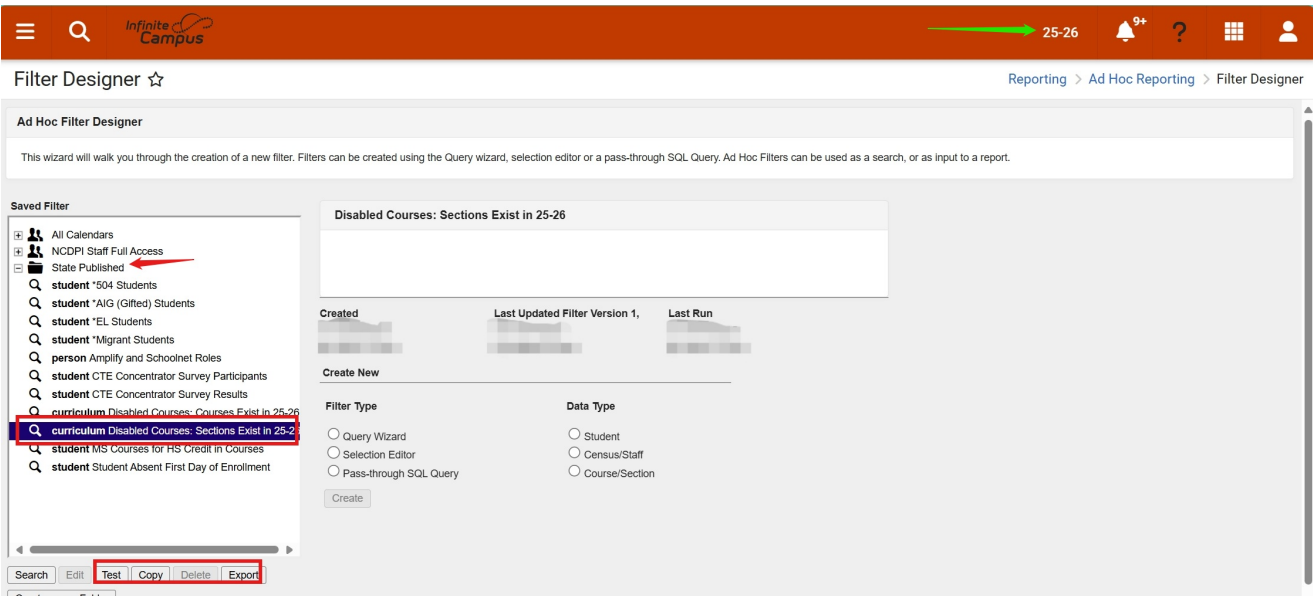 Infinite
Campus
25-26
9+
?
Filter Designer
Reporting > Ad Hoc Reporting > Filter Designer
Ad Hoc Filter Designer
This wizard will walk you through the creation of a new filter. Filters can be created using the Query wizard, selection editor or a pass-through SQL Query. Ad Hoc Filters can be used as a search, or as input to a report.
Saved Filter
All Calendars
NCDPI Staff Full Access
State Published
student *504 Students
student *AIG (Gifted) Students
student *EL Students
student *Migrant Students
person Amplify and Schoolnet Roles
student CTE Concentrator Survey Participants
student CTE Concentrator Survey Results
curriculum Disabled Courses: Courses Exist in 25-26
curriculum Disabled Courses: Sections Exist in 25-2
student MS Courses for HS Credit in Courses
student Student Absent First Day of Enrollment
Search Edit Test Copy Delete Export
Disabled Courses: Sections Exist in 25-26
Created Last Updated Filter Version 1, Last Run
Create New
Filter Type Data Type
Query Wizard Student
Selection Editor Census/Staff
Pass-through SQL Query Course/Section
Create